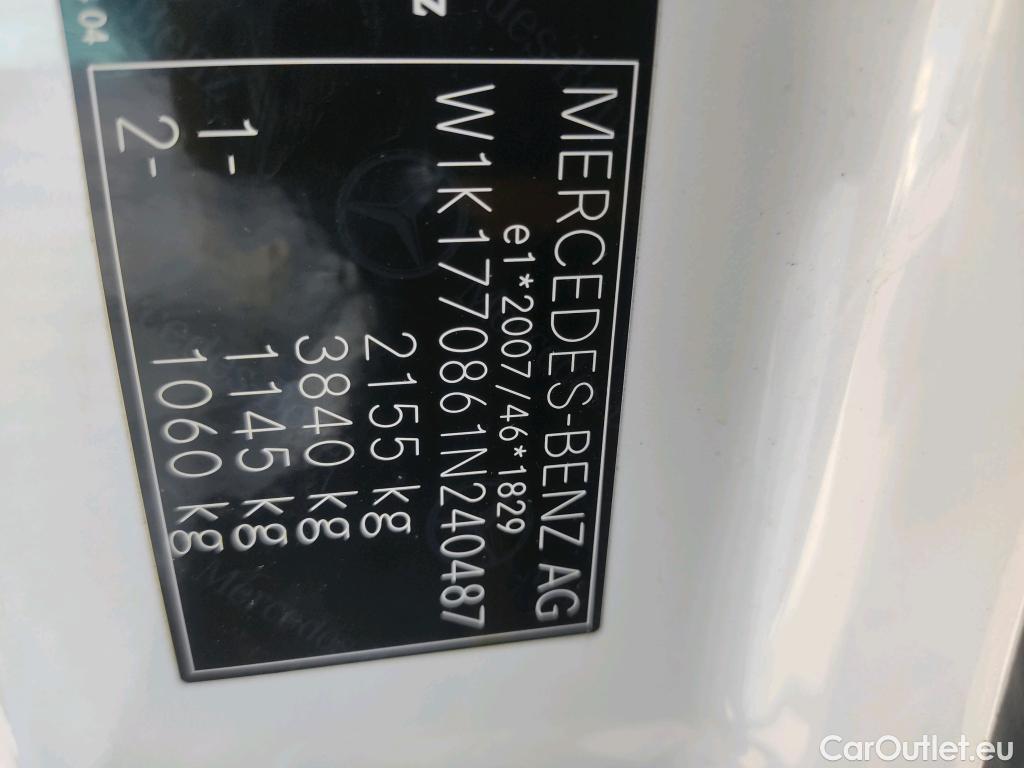 z
04
MERCEDES-BENZ AG
e1*2007/46*1829
W1K1770861N240487
2155 kg
3840 kg
1- 1145 kg
2- 1060 kg
CarOutlet.eu